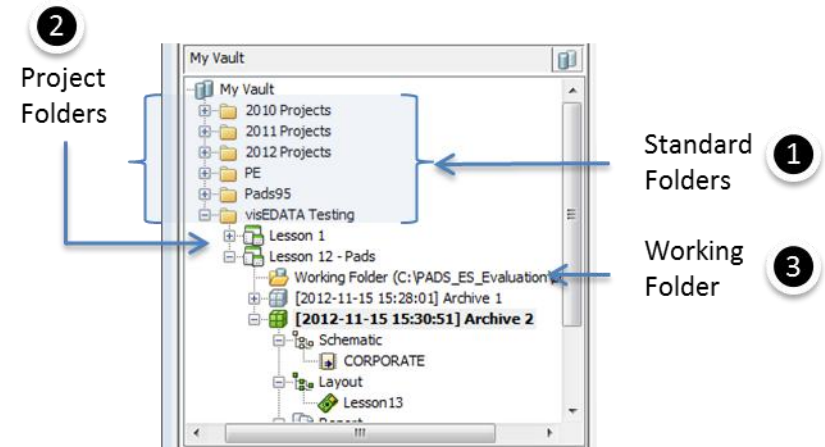 2
Project
Folders
My Vault
My Vault
2010 Projects
2011 Projects
2012 Projects
PE
Pads95
visEDATA Testing
Lesson 1
Lesson 12 - Pads
Working Folder (C:\PADS_ES_Evaluation\
[2012-11-15 15:28:01] Archive 1
[2012-11-15 15:30:51] Archive 2
Schematic
CORPORATE
Layout
Lesson13
Standard
Folders
1
Working
Folder
3